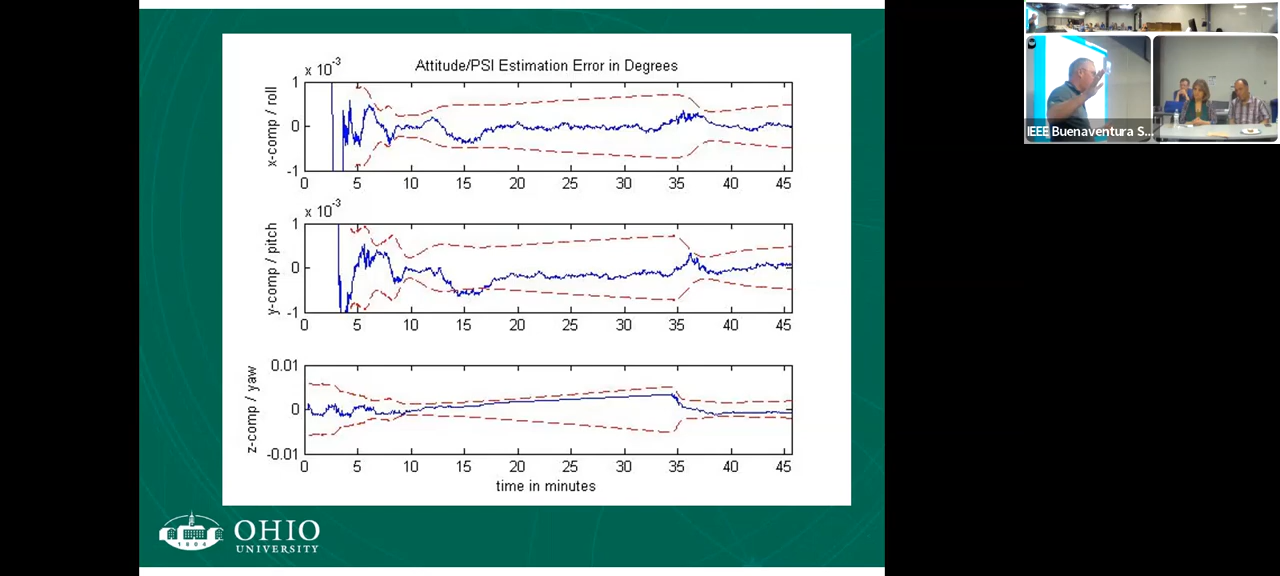 Attitude/PSI Estimation Error in Degrees
x 10⁻³
1
0
-1
x-comp / roll
0 5 10 15 20 25 30 35 40 45
x 10⁻³
1
0
-1
y-comp / pitch
0 5 10 15 20 25 30 35 40 45
0.01
0
-0.01
z-comp / yaw
0 5 10 15 20 25 30 35 40 45
time in minutes
1804
OHIO
UNIVERSITY
IEEE Buenaventura S...